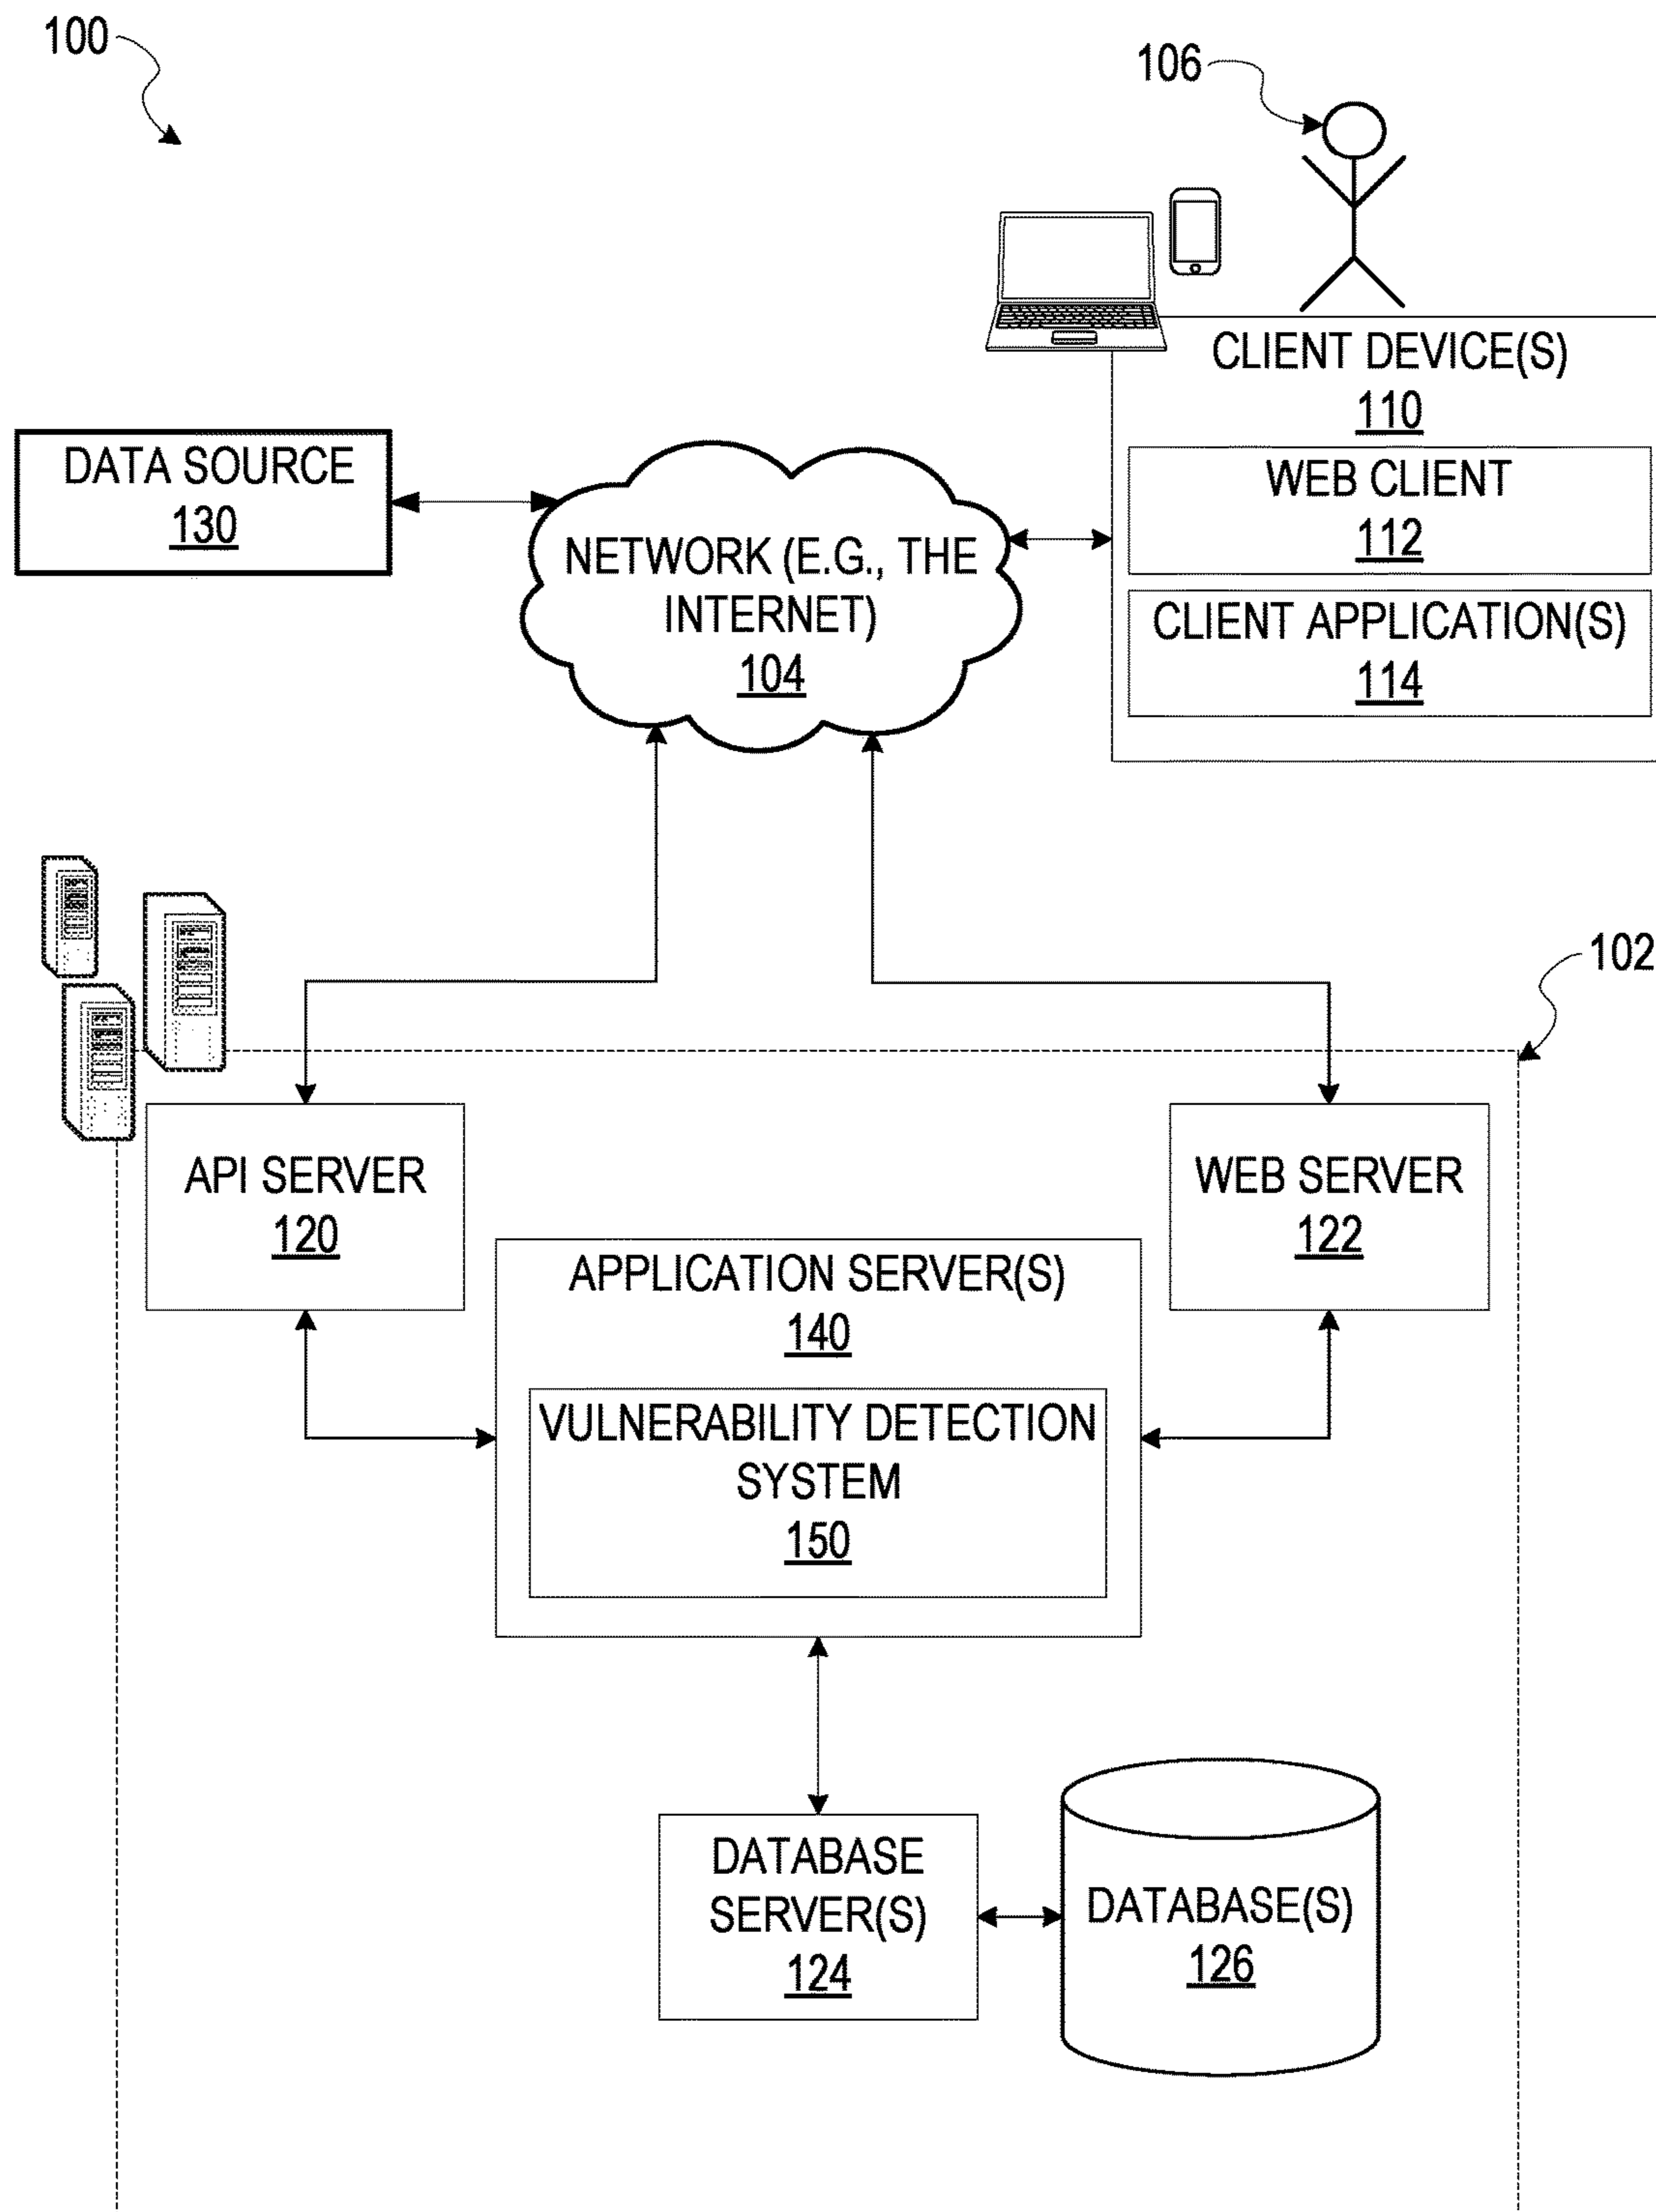 100
106
CLIENT DEVICE(S)
110
WEB CLIENT
112
CLIENT APPLICATION(S)
114
DATA SOURCE
130
NETWORK (E.G., THE
INTERNET)
104
102
API SERVER
120
WEB SERVER
122
APPLICATION SERVER(S)
140
VULNERABILITY DETECTION
SYSTEM
150
DATABASE
SERVER(S)
124
DATABASE(S)
126